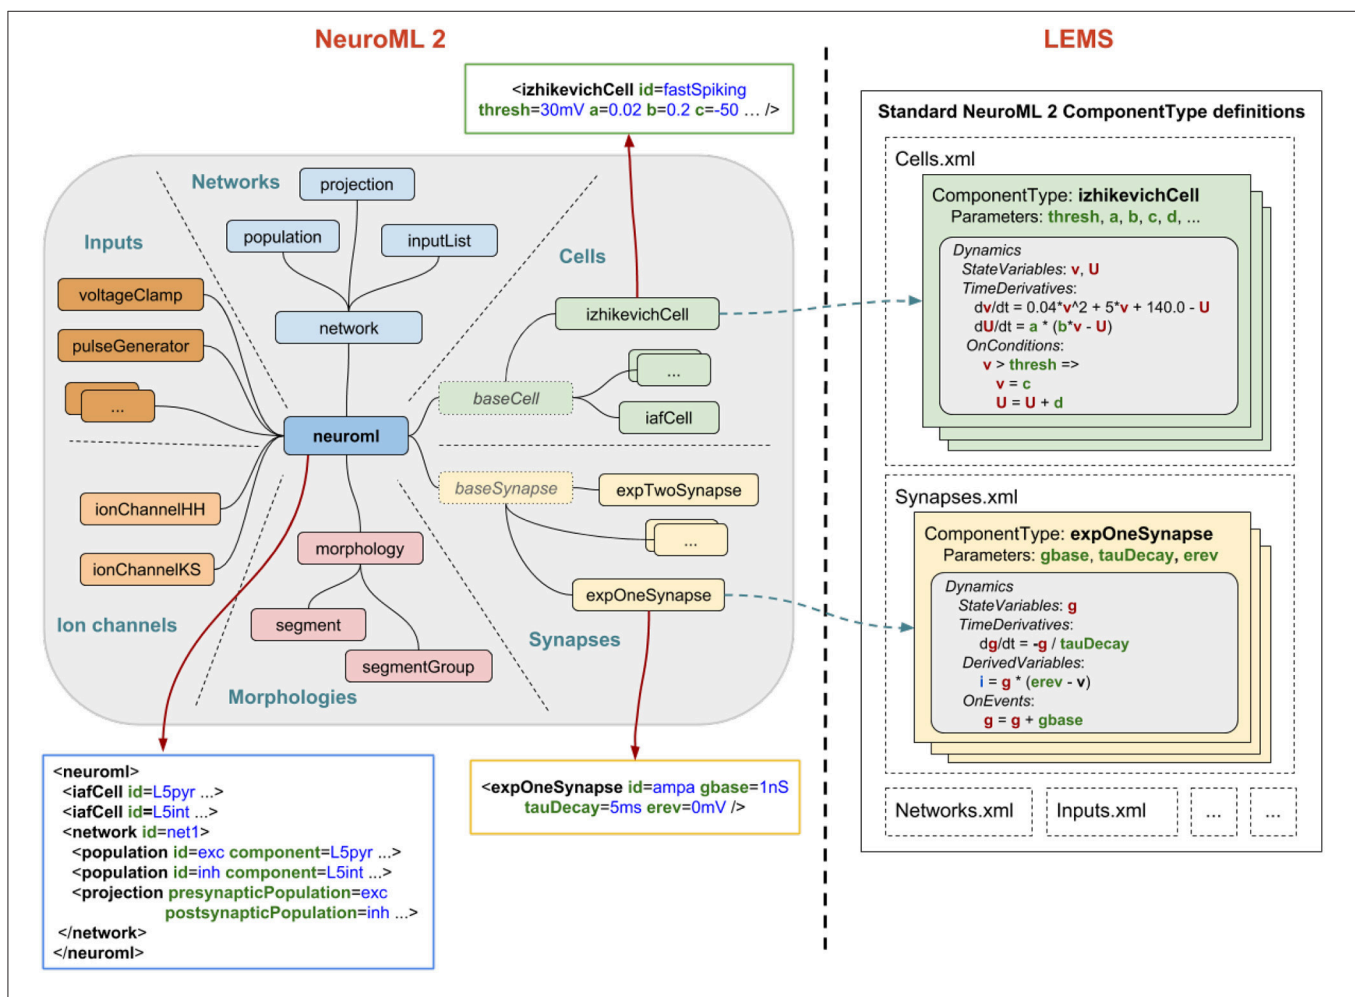 NeuroML 2
LEMS
<izhikevichCell id=fastSpiking
thresh=30mV a=0.02 b=0.2 c=-50 ... />
Networks
projection
population
inputList
network
Inputs
voltageClamp
pulseGenerator
...
Cells
izhikevichCell
baseCell
...
iafCell
neuroml
ionChannelHH
ionChannelKS
Ion channels
morphology
segment
segmentGroup
Morphologies
baseSynapse
expTwoSynapse
...
expOneSynapse
Synapses
<neuroml>
<iafCell id=L5pyr ...>
<iafCell id=L5int ...>
<network id=net1>
<population id=exc component=L5pyr ...>
<population id=inh component=L5int ...>
<projection presynapticPopulation=exc
postsynapticPopulation=inh ...>
</network>
</neuroml>
<expOneSynapse id=ampa gbase=1nS
tauDecay=5ms erev=0mV />
Standard NeuroML 2 ComponentType definitions
Cells.xml
ComponentType: izhikevichCell
Parameters: thresh, a, b, c, d, ...
Dynamics
StateVariables: v, U
TimeDerivatives:
dv/dt = 0.04*v^2 + 5*v + 140.0 - U
dU/dt = a * (b*v - U)
OnConditions:
v > thresh =>
v = c
U = U + d
Synapses.xml
ComponentType: expOneSynapse
Parameters: gbase, tauDecay, erev
Dynamics
StateVariables: g
TimeDerivatives:
dg/dt = -g / tauDecay
DerivedVariables:
i = g * (erev - v)
OnEvents:
g = g + gbase
Networks.xml
Inputs.xml
...
...